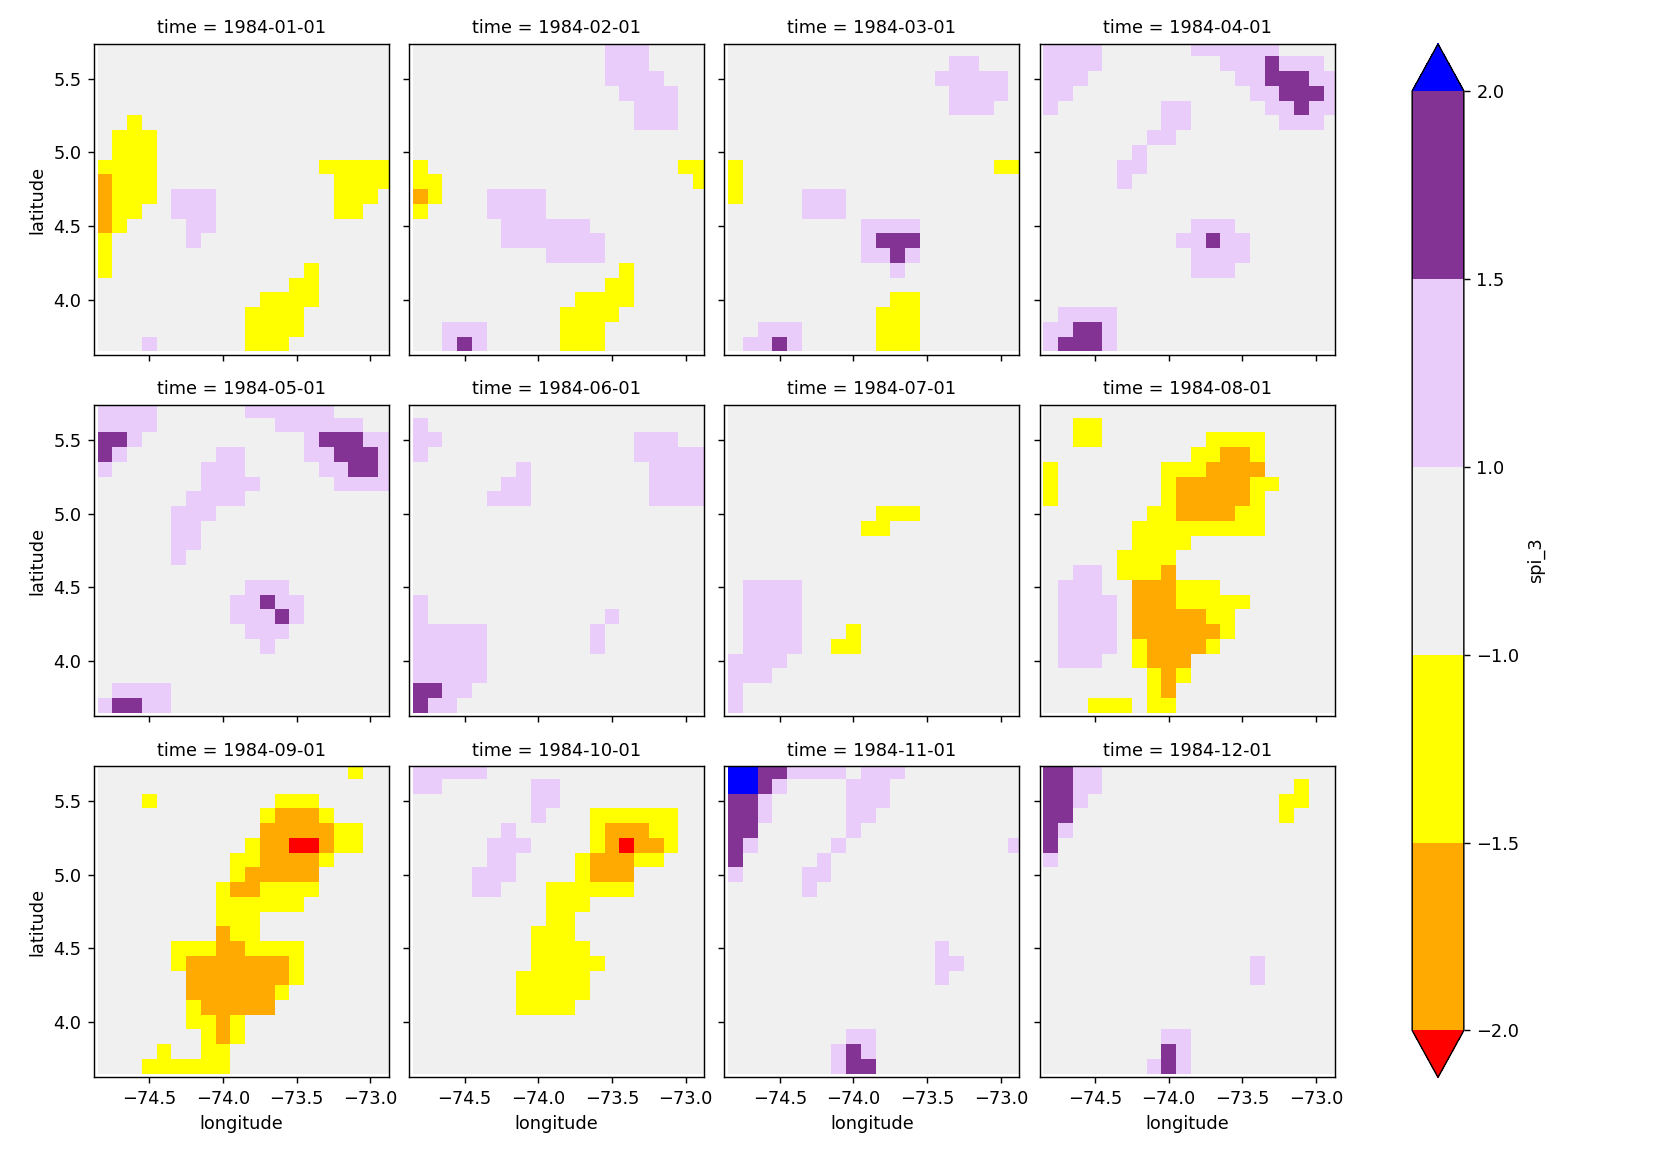 time = 1984-01-01
time = 1984-02-01
time = 1984-03-01
time = 1984-04-01
latitude
5.5
5.0
4.5
4.0
time = 1984-05-01
time = 1984-06-01
time = 1984-07-01
time = 1984-08-01
latitude
5.5
5.0
4.5
4.0
time = 1984-09-01
time = 1984-10-01
time = 1984-11-01
time = 1984-12-01
latitude
5.5
5.0
4.5
4.0
−74.5 −74.0 −73.5 −73.0
longitude
−74.5 −74.0 −73.5 −73.0
longitude
−74.5 −74.0 −73.5 −73.0
longitude
−74.5 −74.0 −73.5 −73.0
longitude
2.0
1.5
1.0
−1.0
−1.5
−2.0
spi_3